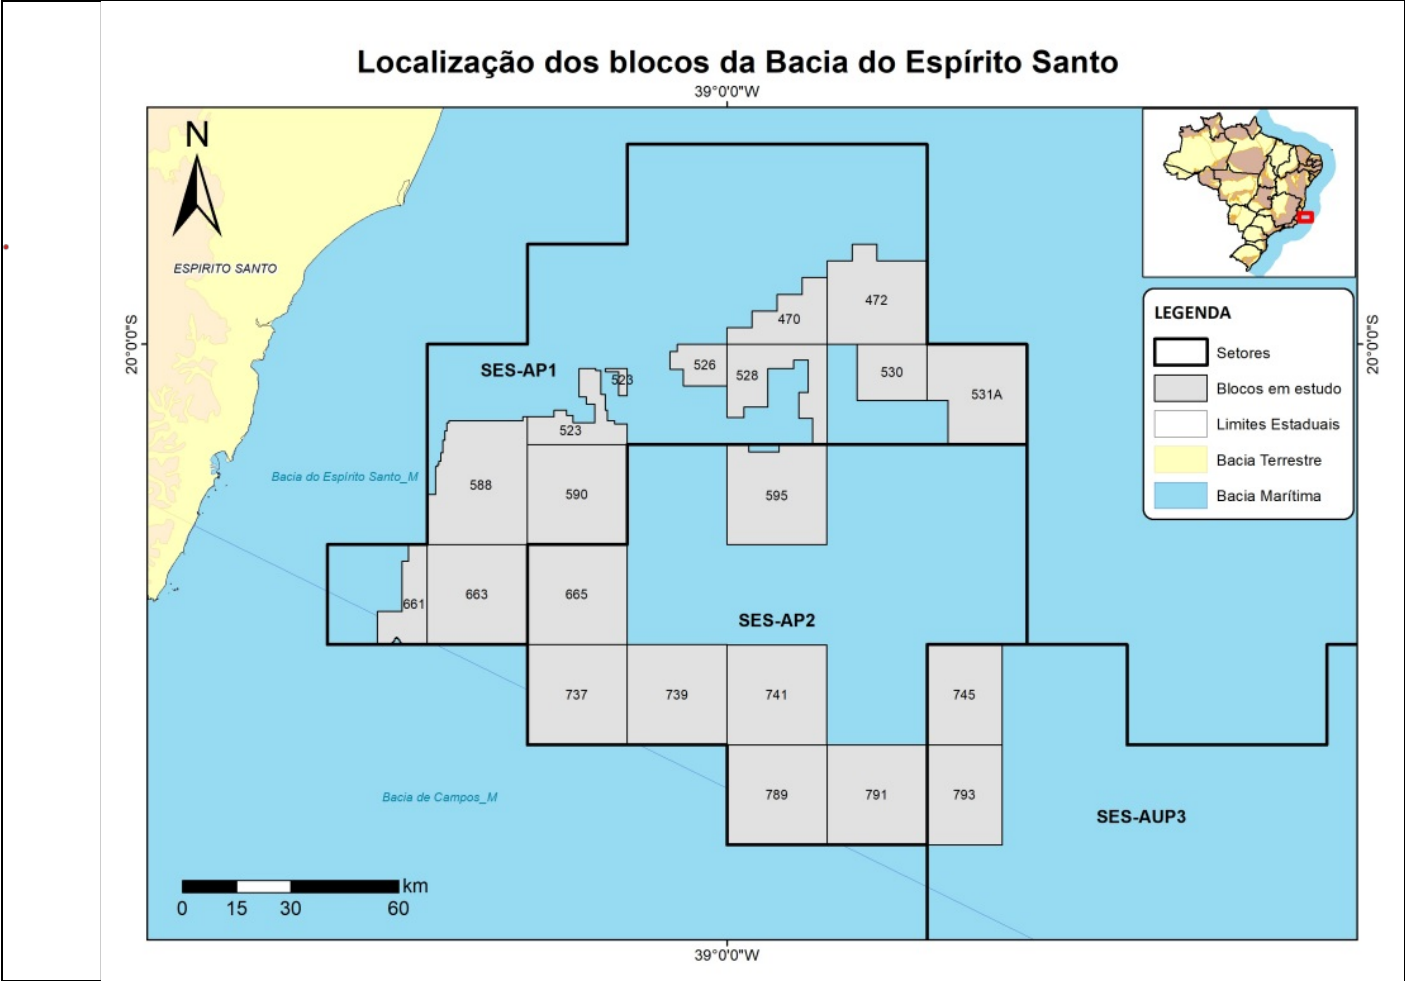 Localização dos blocos da Bacia do Espírito Santo
39°0'0"W
N
ESPIRITO SANTO
20°0'0"S
20°0'0"S
LEGENDA
Setores
Blocos em estudo
Limites Estaduais
Bacia Terrestre
Bacia Marítima
472
470
SES-AP1
526
528
530
523
531A
523
Bacia do Espírito Santo_M
588
590
595
661
663
665
SES-AP2
737
739
741
745
Bacia de Campos_M
789
791
793
SES-AUP3
km
0 15 30 60
39°0'0"W